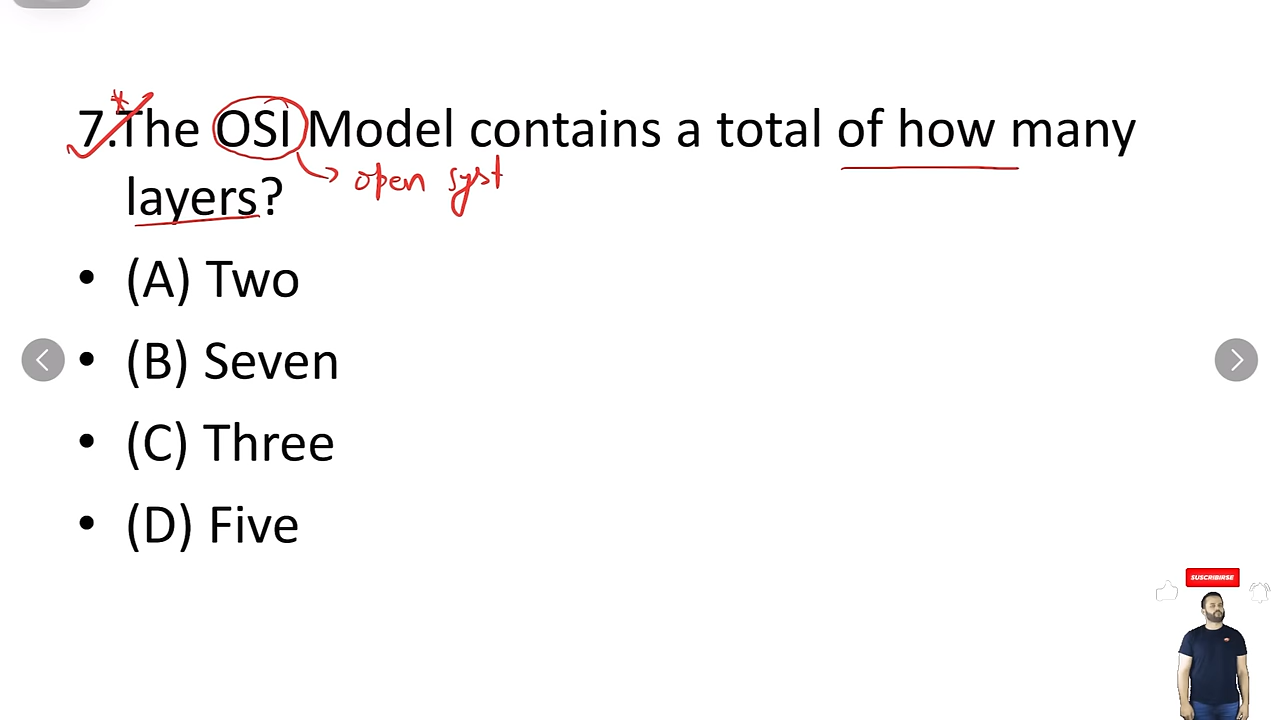 7.The OSI Model contains a total of how many
open syst
layers?
• (A) Two
• (B) Seven
• (C) Three
• (D) Five
SUSCRIBIRSE